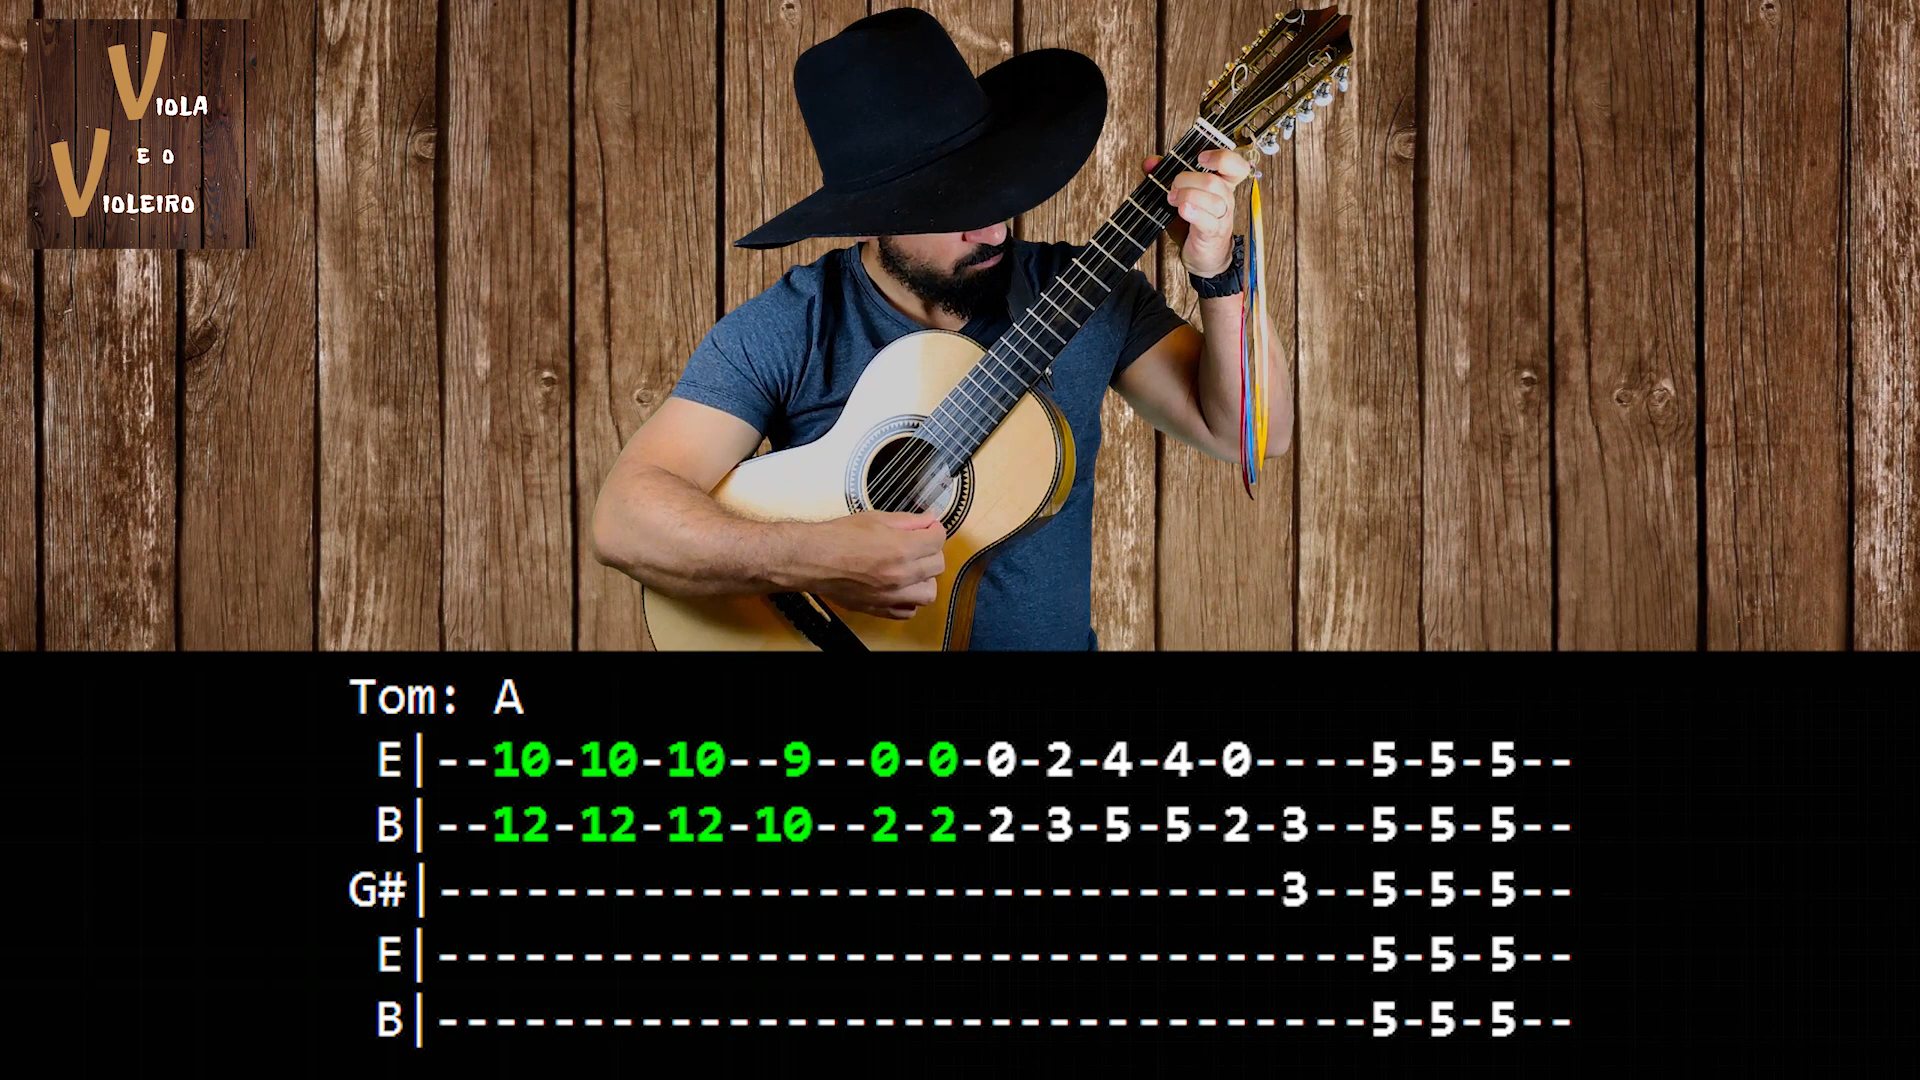 VIOLA
E O
VIOLEIRO
Tom: A
E|--10-10-10--9--0-0-0-2-4-4-0----5-5-5--
B|--12-12-12-10--2-2-2-3-5-5-2-3--5-5-5--
G#|-----------------------------3--5-5-5--
E|--------------------------------5-5-5--
B|--------------------------------5-5-5--